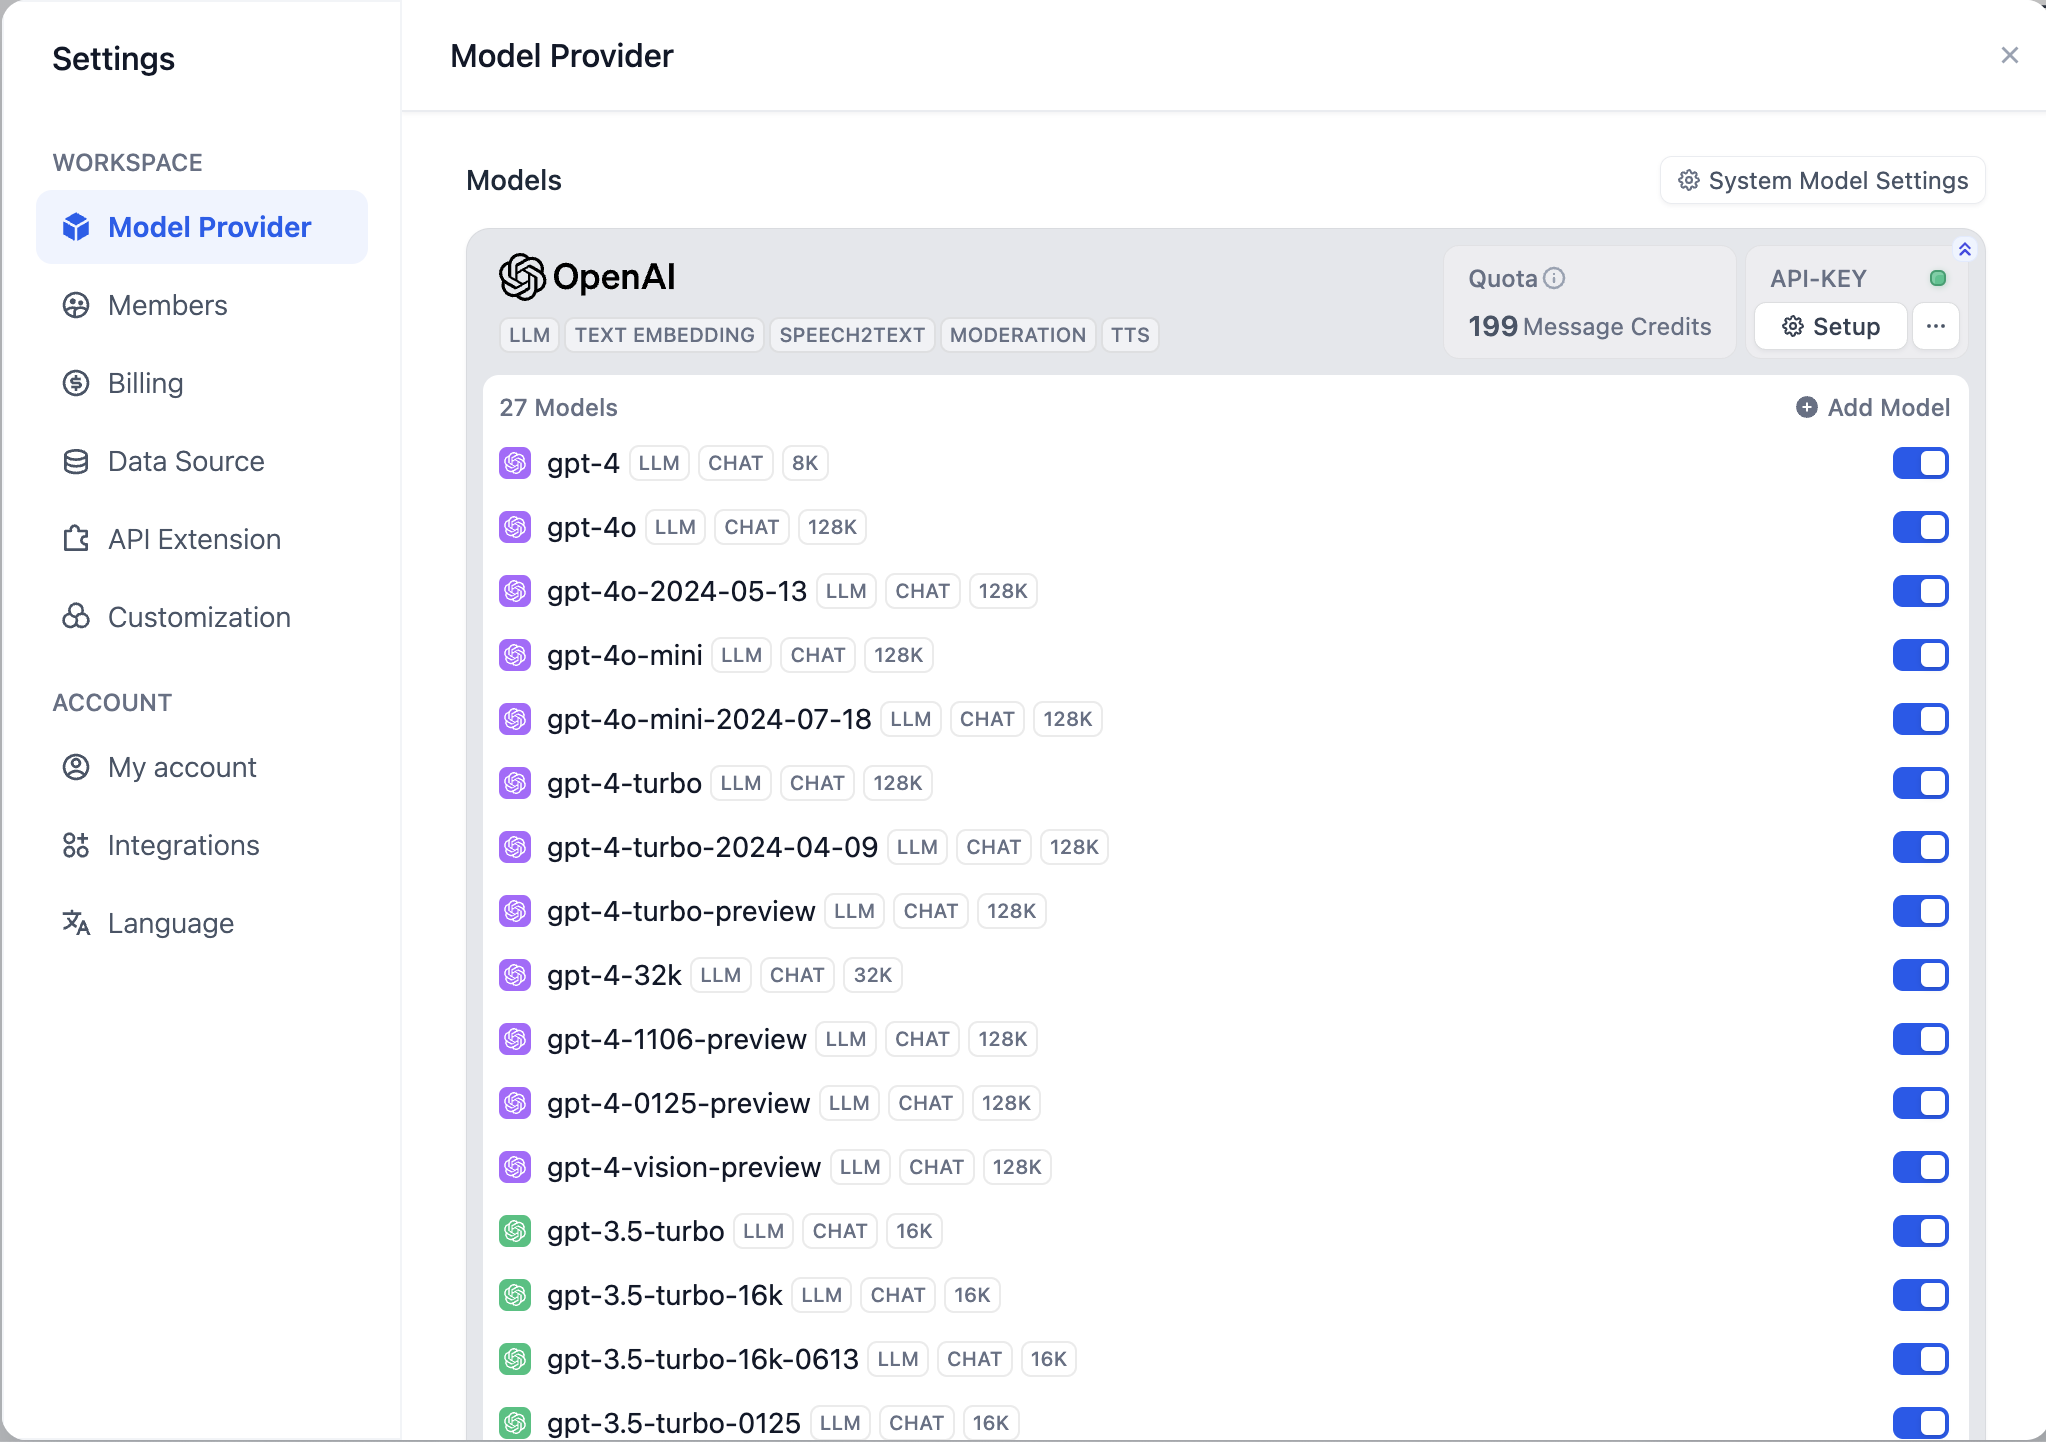 Settings
WORKSPACE
Model Provider
Members
Billing
Data Source
API Extension
Customization
ACCOUNT
My account
Integrations
Language
Model Provider
Models
System Model Settings
OpenAI
LLM TEXT EMBEDDING SPEECH2TEXT MODERATION TTS
Quota
199 Message Credits
API-KEY
Setup
27 Models
Add Model
gpt-4 LLM CHAT 8K
gpt-4o LLM CHAT 128K
gpt-4o-2024-05-13 LLM CHAT 128K
gpt-4o-mini LLM CHAT 128K
gpt-4o-mini-2024-07-18 LLM CHAT 128K
gpt-4-turbo LLM CHAT 128K
gpt-4-turbo-2024-04-09 LLM CHAT 128K
gpt-4-turbo-preview LLM CHAT 128K
gpt-4-32k LLM CHAT 32K
gpt-4-1106-preview LLM CHAT 128K
gpt-4-0125-preview LLM CHAT 128K
gpt-4-vision-preview LLM CHAT 128K
gpt-3.5-turbo LLM CHAT 16K
gpt-3.5-turbo-16k LLM CHAT 16K
gpt-3.5-turbo-16k-0613 LLM CHAT 16K
gpt-3.5-turbo-0125 LLM CHAT 16K